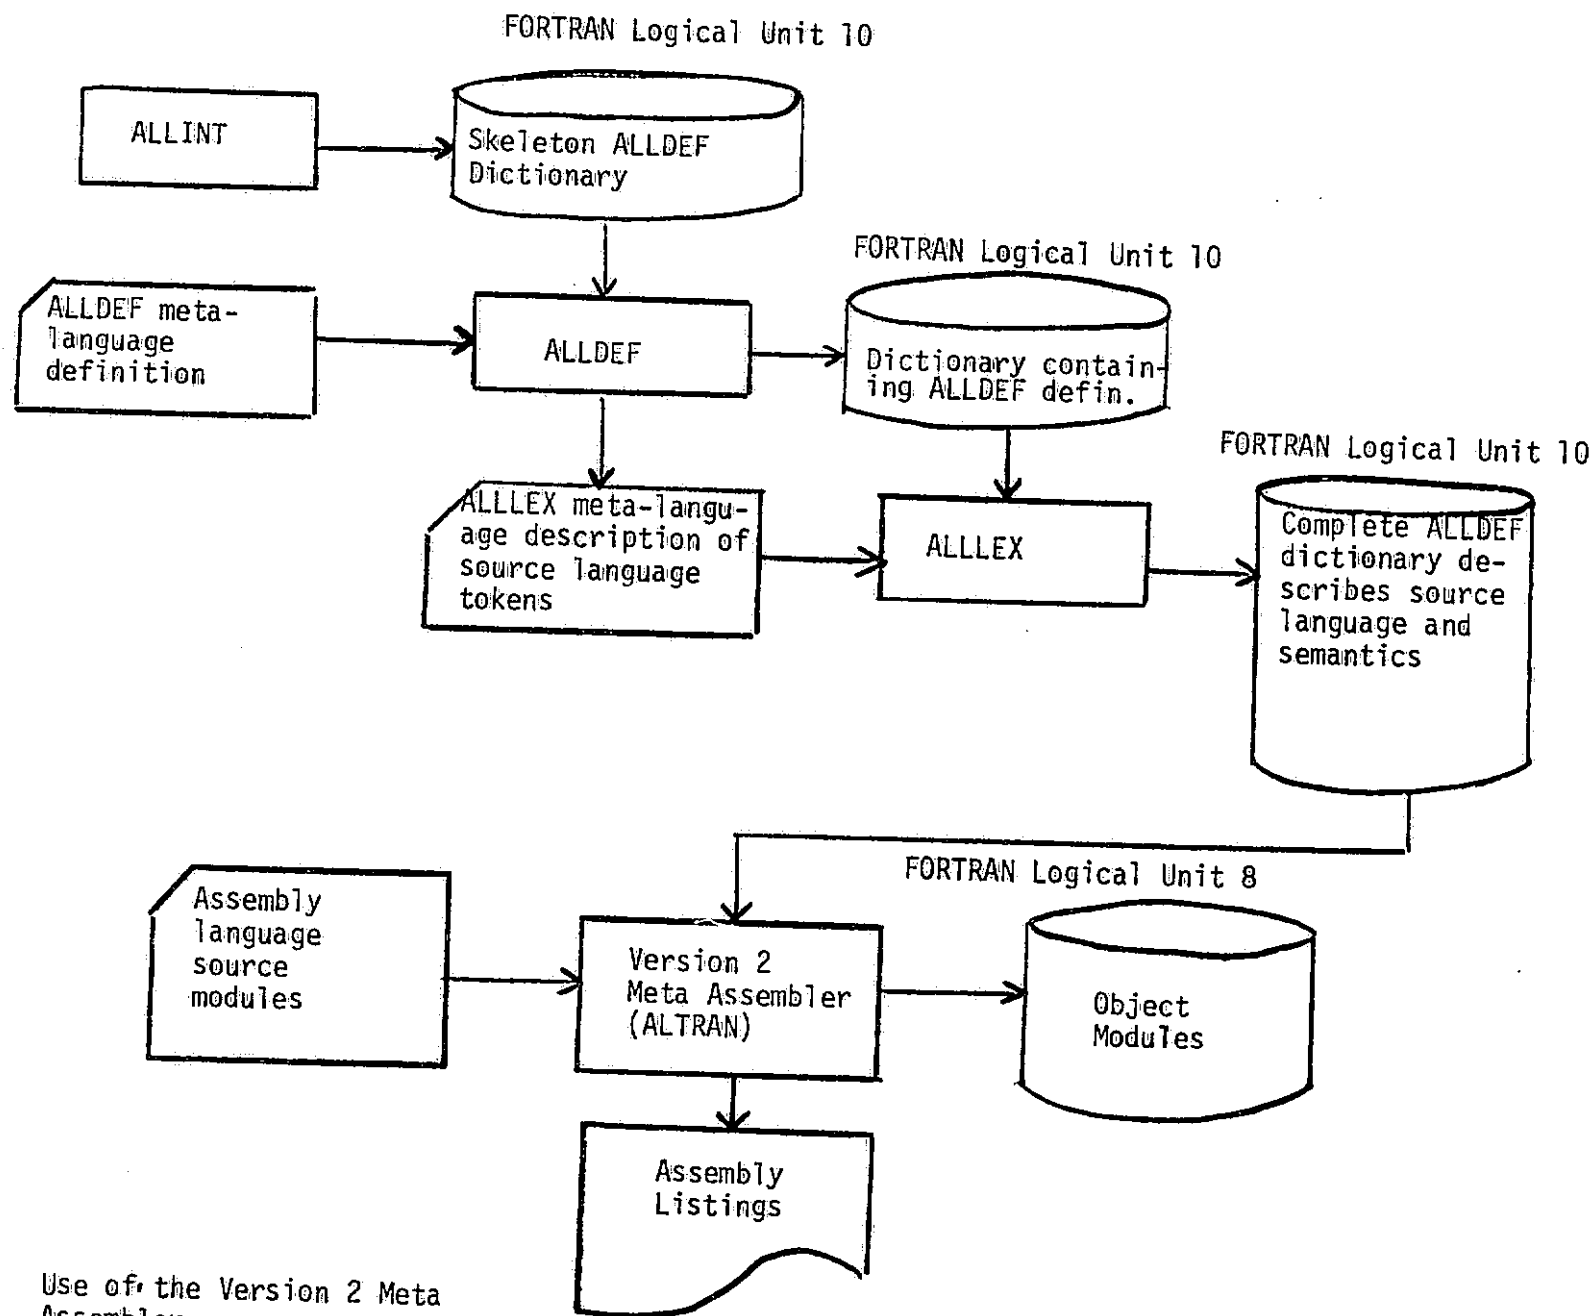 FORTRAN Logical Unit 10
ALLINT
Skeleton ALLDEF
Dictionary
FORTRAN Logical Unit 10
ALLDEF meta-
language
definition
ALLDEF
Dictionary contain-
ing ALLDEF defin.
FORTRAN Logical Unit 10
ALLLEX meta-langu-
age description of
source language
tokens
ALLLEX
Complete ALLDEF
dictionary de-
scribes source
language and
semantics
FORTRAN Logical Unit 8
Assembly
language
source
modules
Version 2
Meta Assembler
(ALTRAN)
Object
Modules
Assembly
Listings
Use of the Version 2 Meta
Assembler